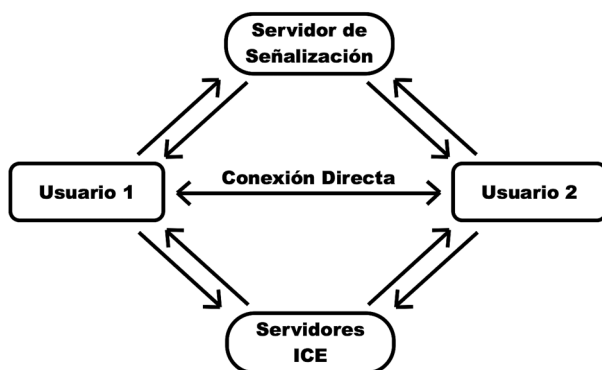 Servidor de
Señalización
Conexión Directa
Usuario 1
Usuario 2
Servidores
ICE